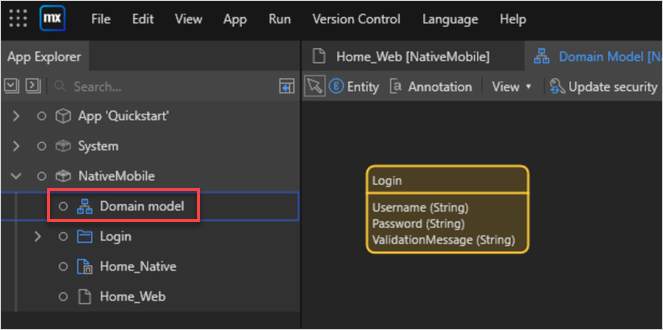 mx File Edit View App Run Version Control Language Help
App Explorer
Home_Web [NativeMobile]
Domain Model [Na
Search...
Entity Annotation View Update security
App 'Quickstart'
System
NativeMobile
Domain model
Login
Home_Native
Home_Web
Login
Username (String)
Password (String)
ValidationMessage (String)